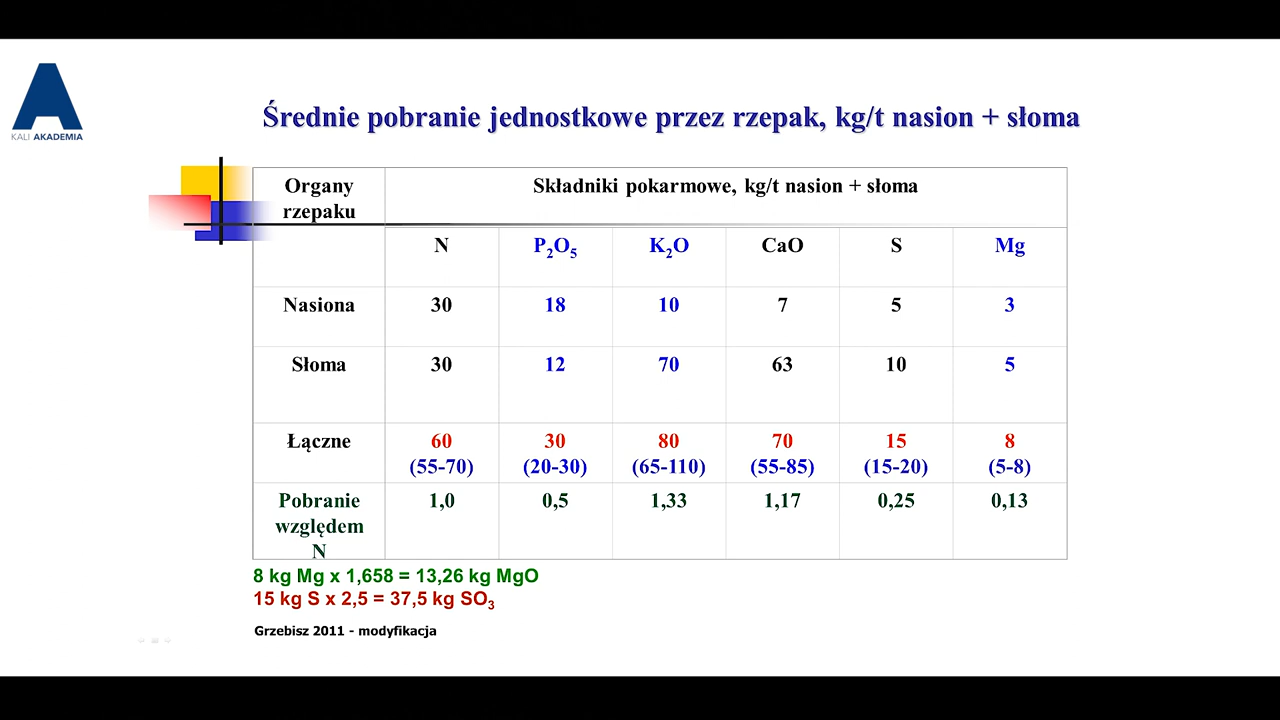 KALI AKADEMIA
Średnie pobranie jednostkowe przez rzepak, kg/t nasion + słoma
Organy rzepaku Składniki pokarmowe, kg/t nasion + słoma
N P₂O₅ K₂O CaO S Mg
Nasiona 30 18 10 7 5 3
Słoma 30 12 70 63 10 5
Łączne 60 30 80 70 15 8
(55-70) (20-30) (65-110) (55-85) (15-20) (5-8)
Pobranie względem N 1,0 0,5 1,33 1,17 0,25 0,13
8 kg Mg x 1,658 = 13,26 kg MgO
15 kg S x 2,5 = 37,5 kg SO₃
Grzebisz 2011 - modyfikacja